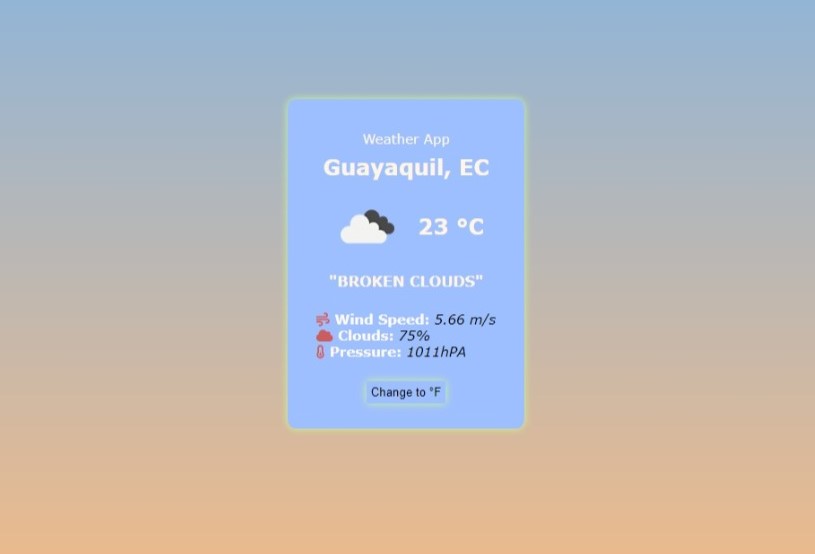 Weather App
Guayaquil, EC
23 °C
"BROKEN CLOUDS"
Wind Speed: 5.66 m/s
Clouds: 75%
Pressure: 1011hPA
Change to °F